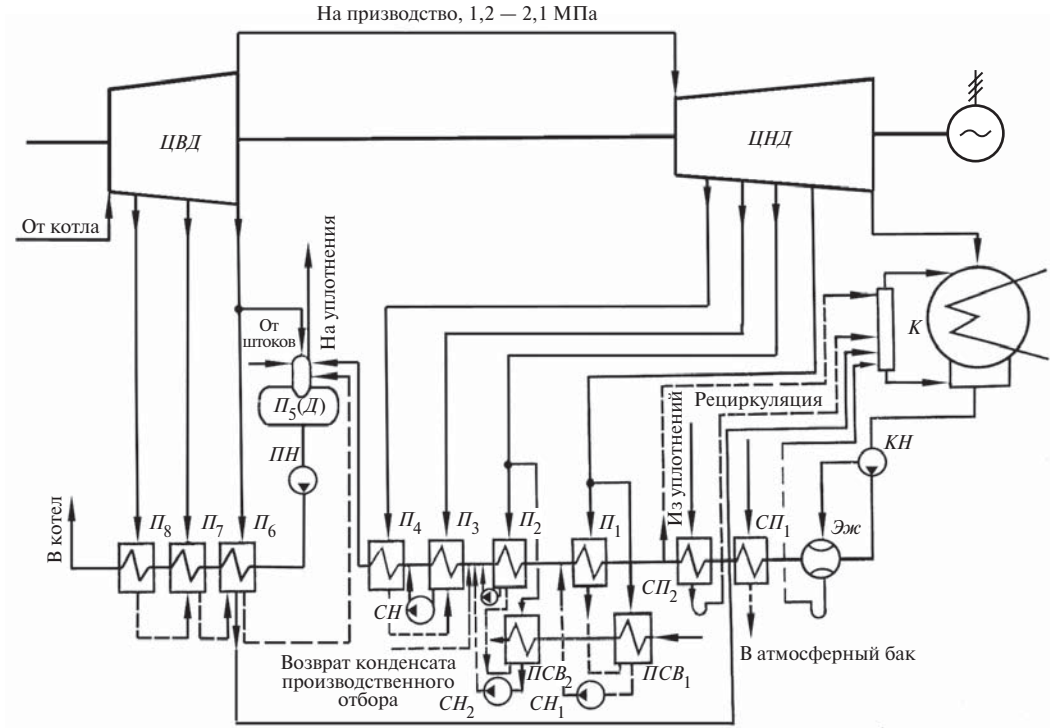 На призводство, 1,2 — 2,1 МПа
ЦВД
ЦНД
От котла
На уплотнения
От
штоков
К
П5(Д)
Из уплотнений
Рециркуляция
ПН
КН
В котел
П8
П7
П6
П4
П3
П2
П1
СП1
Эж
СП2
СН
Возврат конденсата
производственного
отбора
ПСВ2
ПСВ1
В атмосферный бак
СН2
СН1